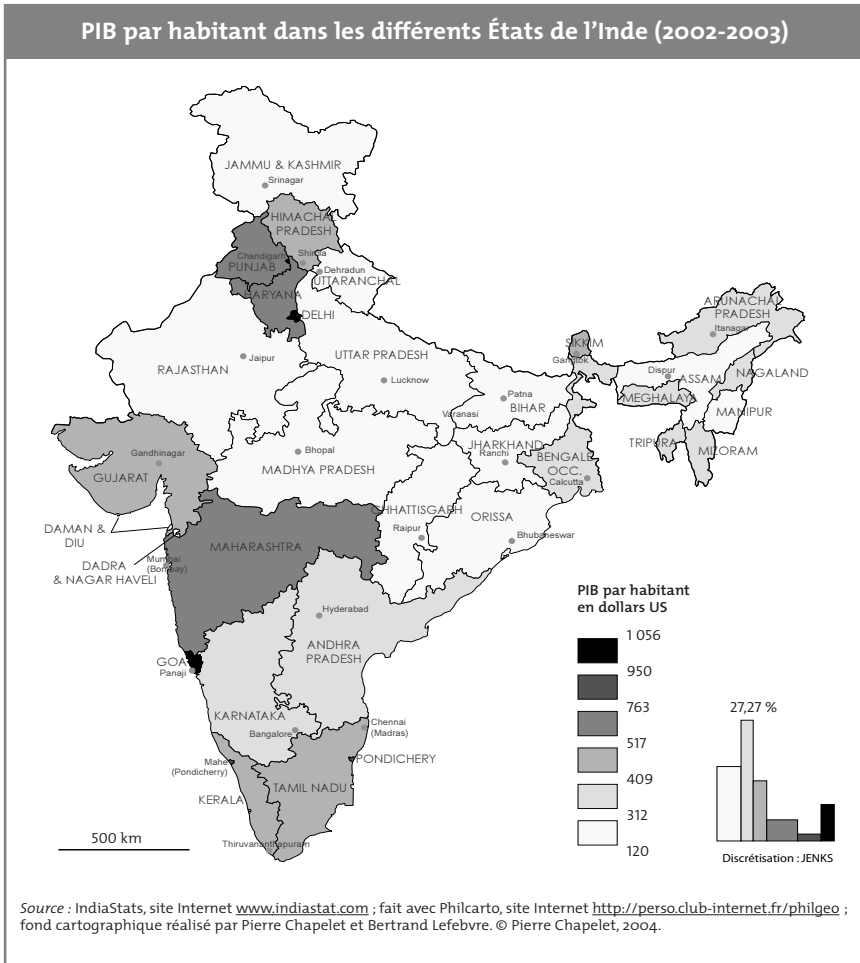 PIB par habitant dans les différents États de l'Inde (2002-2003)
JAMMU & KASHMIR
Srinagar
HIMACHAL
PRADESH
Chandigarh
Shimla
PUNJAB
Dehradun
UTTARANCHAL
HARYANA
DELHI
ARUNACHAL
PRADESH
Itanagar
SIKKIM
Gangtok
RAJASTHAN
Jaipur
UTTAR PRADESH
Lucknow
Dispur
ASSAM
NAGALAND
MEGHALAYA
MANIPUR
Patna
BIHAR
Varanasi
TRIPURA
MIZORAM
Gandhinagar
GUJARAT
Bhopal
MADHYA PRADESH
JHARKHAND
Ranchi
BENGALE
OCC.
Calcutta
CHHATTISGARH
Raipur
ORISSA
Bhubaneswar
DAMAN &
DIU
DADRA
& NAGAR HAVELI
Mumbai
(Bombay)
MAHARASHTRA
Hyderabad
ANDHRA
PRADESH
GOA
Panaji
KARNATAKA
Bangalore
Chennai
(Madras)
Mahe
(Pondichery)
PONDICHERY
TAMIL NADU
KERALA
Thiruvananthapuram
500 km
PIB par habitant
en dollars US
1 056
950
763
517
409
312
120
27,27 %
Discrétisation : JENKS
Source : IndiaStats, site Internet www.indiastat.com ; fait avec Philcarto, site Internet http://perso.club-internet.fr/philgeo ;
fond cartographique réalisé par Pierre Chapelet et Bertrand Lefebvre. © Pierre Chapelet, 2004.